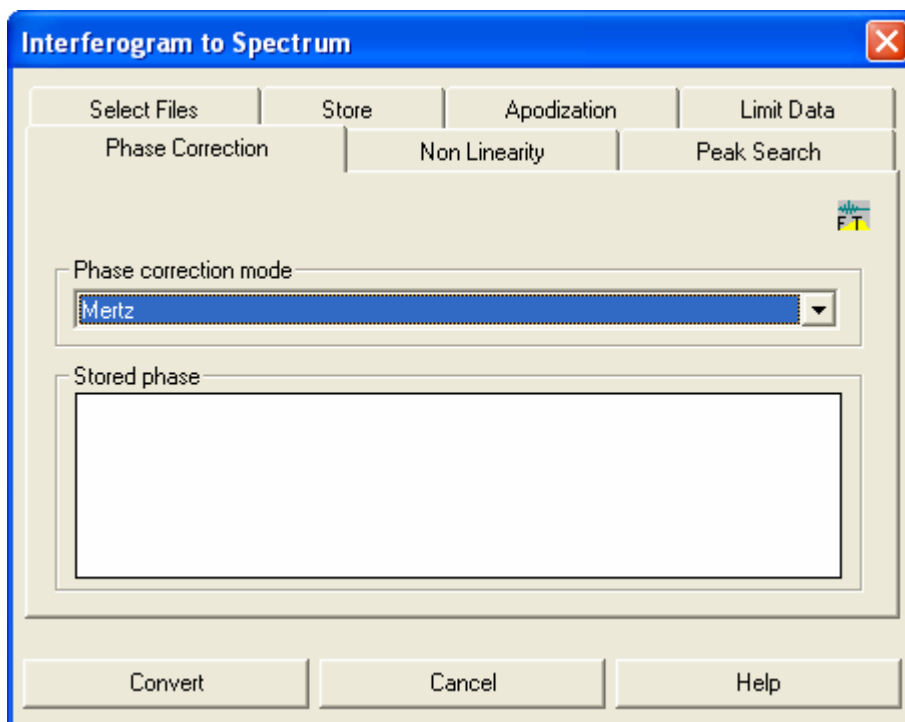 Interferogram to Spectrum
Select Files Store Apodization Limit Data
Phase Correction Non Linearity Peak Search
F T
Phase correction mode
Mertz
Stored phase
Convert Cancel Help